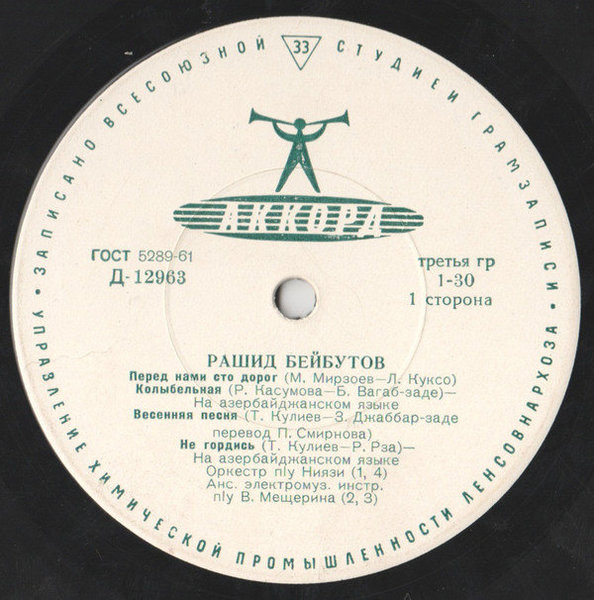 • ЗАПИСАНО ВСЕСОЮЗНОЙ 33 СТУДИЕЙ ГРАМЗАПИСИ •
АККОРД
ГОСТ 5289-61
Д-12963
третья гр
1-30
1 сторона
РАШИД БЕЙБУТОВ
Перед нами сто дорог (М. Мирзоев—Л. Куксо)
Колыбельная (Р. Касумова—Б. Вагаб-заде)—
На азербайджанском языке
Весенняя песня (Т. Кулиев—З. Джаббар-заде
перевод П. Смирнова)
Не гордись (Т. Кулиев—Р. Рза)—
На азербайджанском языке
Оркестр п/у Ниязи (1, 4)
Анс. электромуз. инстр.
п/у В. Мещерина (2, 3)
УПРАВЛЕНИЕ ХИМИЧЕСКОЙ ПРОМЫШЛЕННОСТИ ЛЕНСОВНАРХОЗА